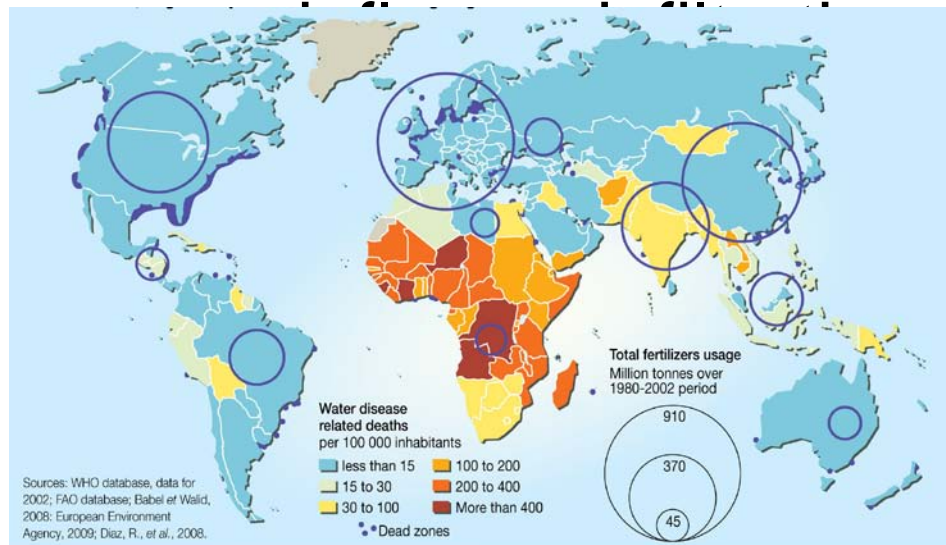 Total fertilizers usage
Million tonnes over
1980-2002 period
910
370
45
Water disease
related deaths
per 100 000 inhabitants
less than 15
15 to 30
30 to 100
100 to 200
200 to 400
More than 400
Dead zones
Sources: WHO database, data for
2002; FAO database; Babel et Walid,
2008: European Environment
Agency, 2009; Diaz, R., et al., 2008.